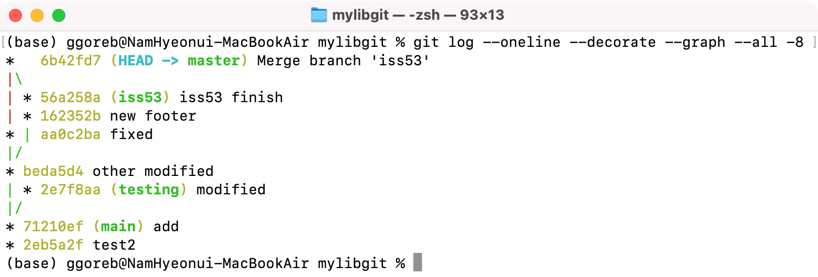 mylibgit — -zsh — 93×13
(base) ggoreb@NamHyeonui-MacBookAir mylibgit % git log --oneline --decorate --graph --all -8
*   6b42fd7 (HEAD -> master) Merge branch 'iss53'
|\
| * 56a258a (iss53) iss53 finish
| * 162352b new footer
* | aa0c2ba fixed
|/
* beda5d4 other modified
| * 2e7f8aa (testing) modified
|/
* 71210ef (main) add
* 2eb5a2f test2
(base) ggoreb@NamHyeonui-MacBookAir mylibgit %